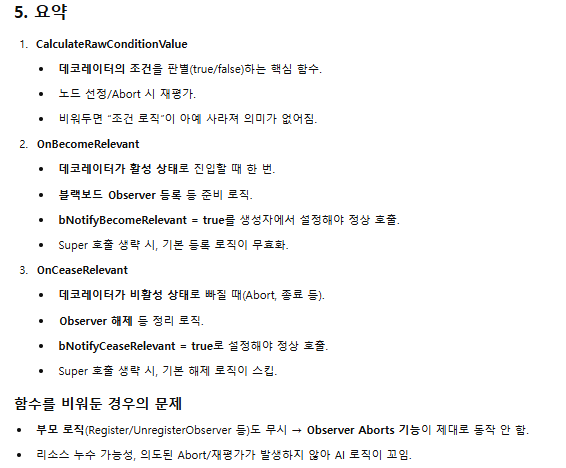 5. 요약
1. CalculateRawConditionValue
• 데코레이터의 조건을 판별(true/false)하는 핵심 함수.
• 노드 선정/Abort 시 재평가.
• 비워두면 "조건 로직"이 아예 사라져 의미가 없어짐.
2. OnBecomeRelevant
• 데코레이터가 활성 상태로 진입할 때 한 번.
• 블랙보드 Observer 등록 등 준비 로직.
• bNotifyBecomeRelevant = true를 생성자에서 설정해야 정상 호출.
• Super 호출 생략 시, 기본 등록 로직이 무효화.
3. OnCeaseRelevant
• 데코레이터가 비활성 상태로 빠질 때(Abort, 종료 등).
• Observer 해제 등 정리 로직.
• bNotifyCeaseRelevant = true로 설정해야 정상 호출.
• Super 호출 생략 시, 기본 해제 로직이 스킵.
함수를 비워둔 경우의 문제
• 부모 로직(Register/UnregisterObserver 등)도 무시 → Observer Aborts 기능이 제대로 동작 안 함.
• 리소스 누수 가능성, 의도된 Abort/재평가가 발생하지 않아 AI 로직이 꼬임.